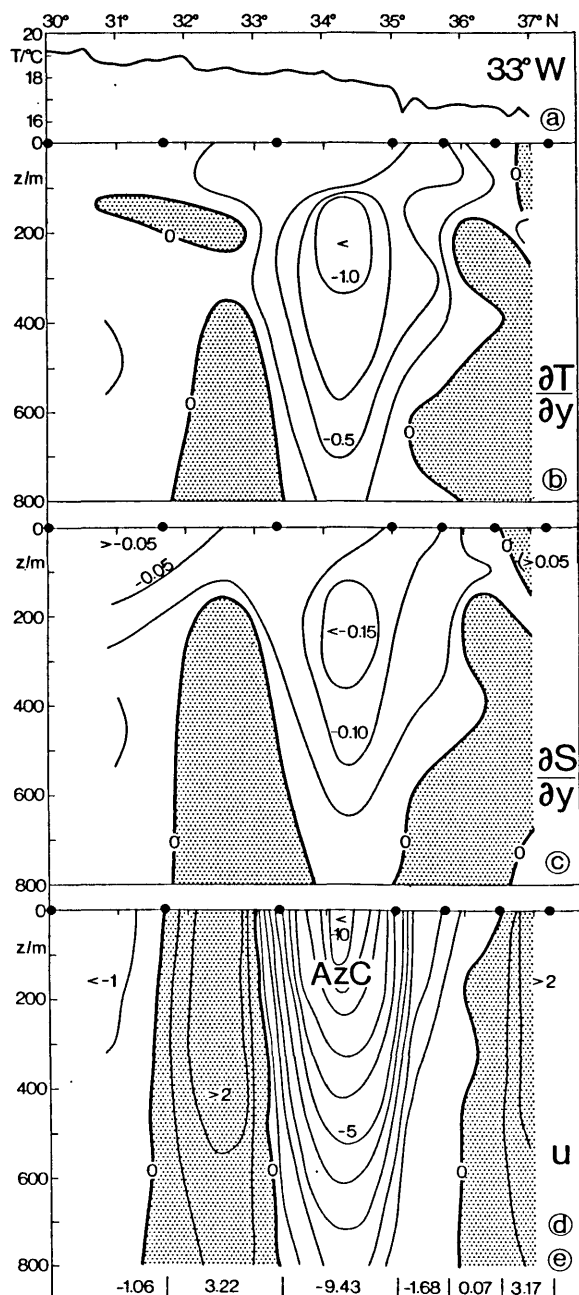 30° 31° 32° 33° 34° 35° 36° 37° N
20
T/°C
18
16
33° W
a
0
z/m
200
400
600
800
0
0
0
0
<
-1.0
-0.5
∂T
∂y
b
0
z/m
200
400
600
800
>-0.05
-0.05
0
>0.05
<-0.15
-0.10
0
0
∂S
∂y
c
0
z/m
200
400
600
800
<-1
<
10
AzC
>2
>2
-5
0
0
0
u
d
e
-1.06 | 3.22 | -9.43 | -1.68 | 0.07 | 3.17